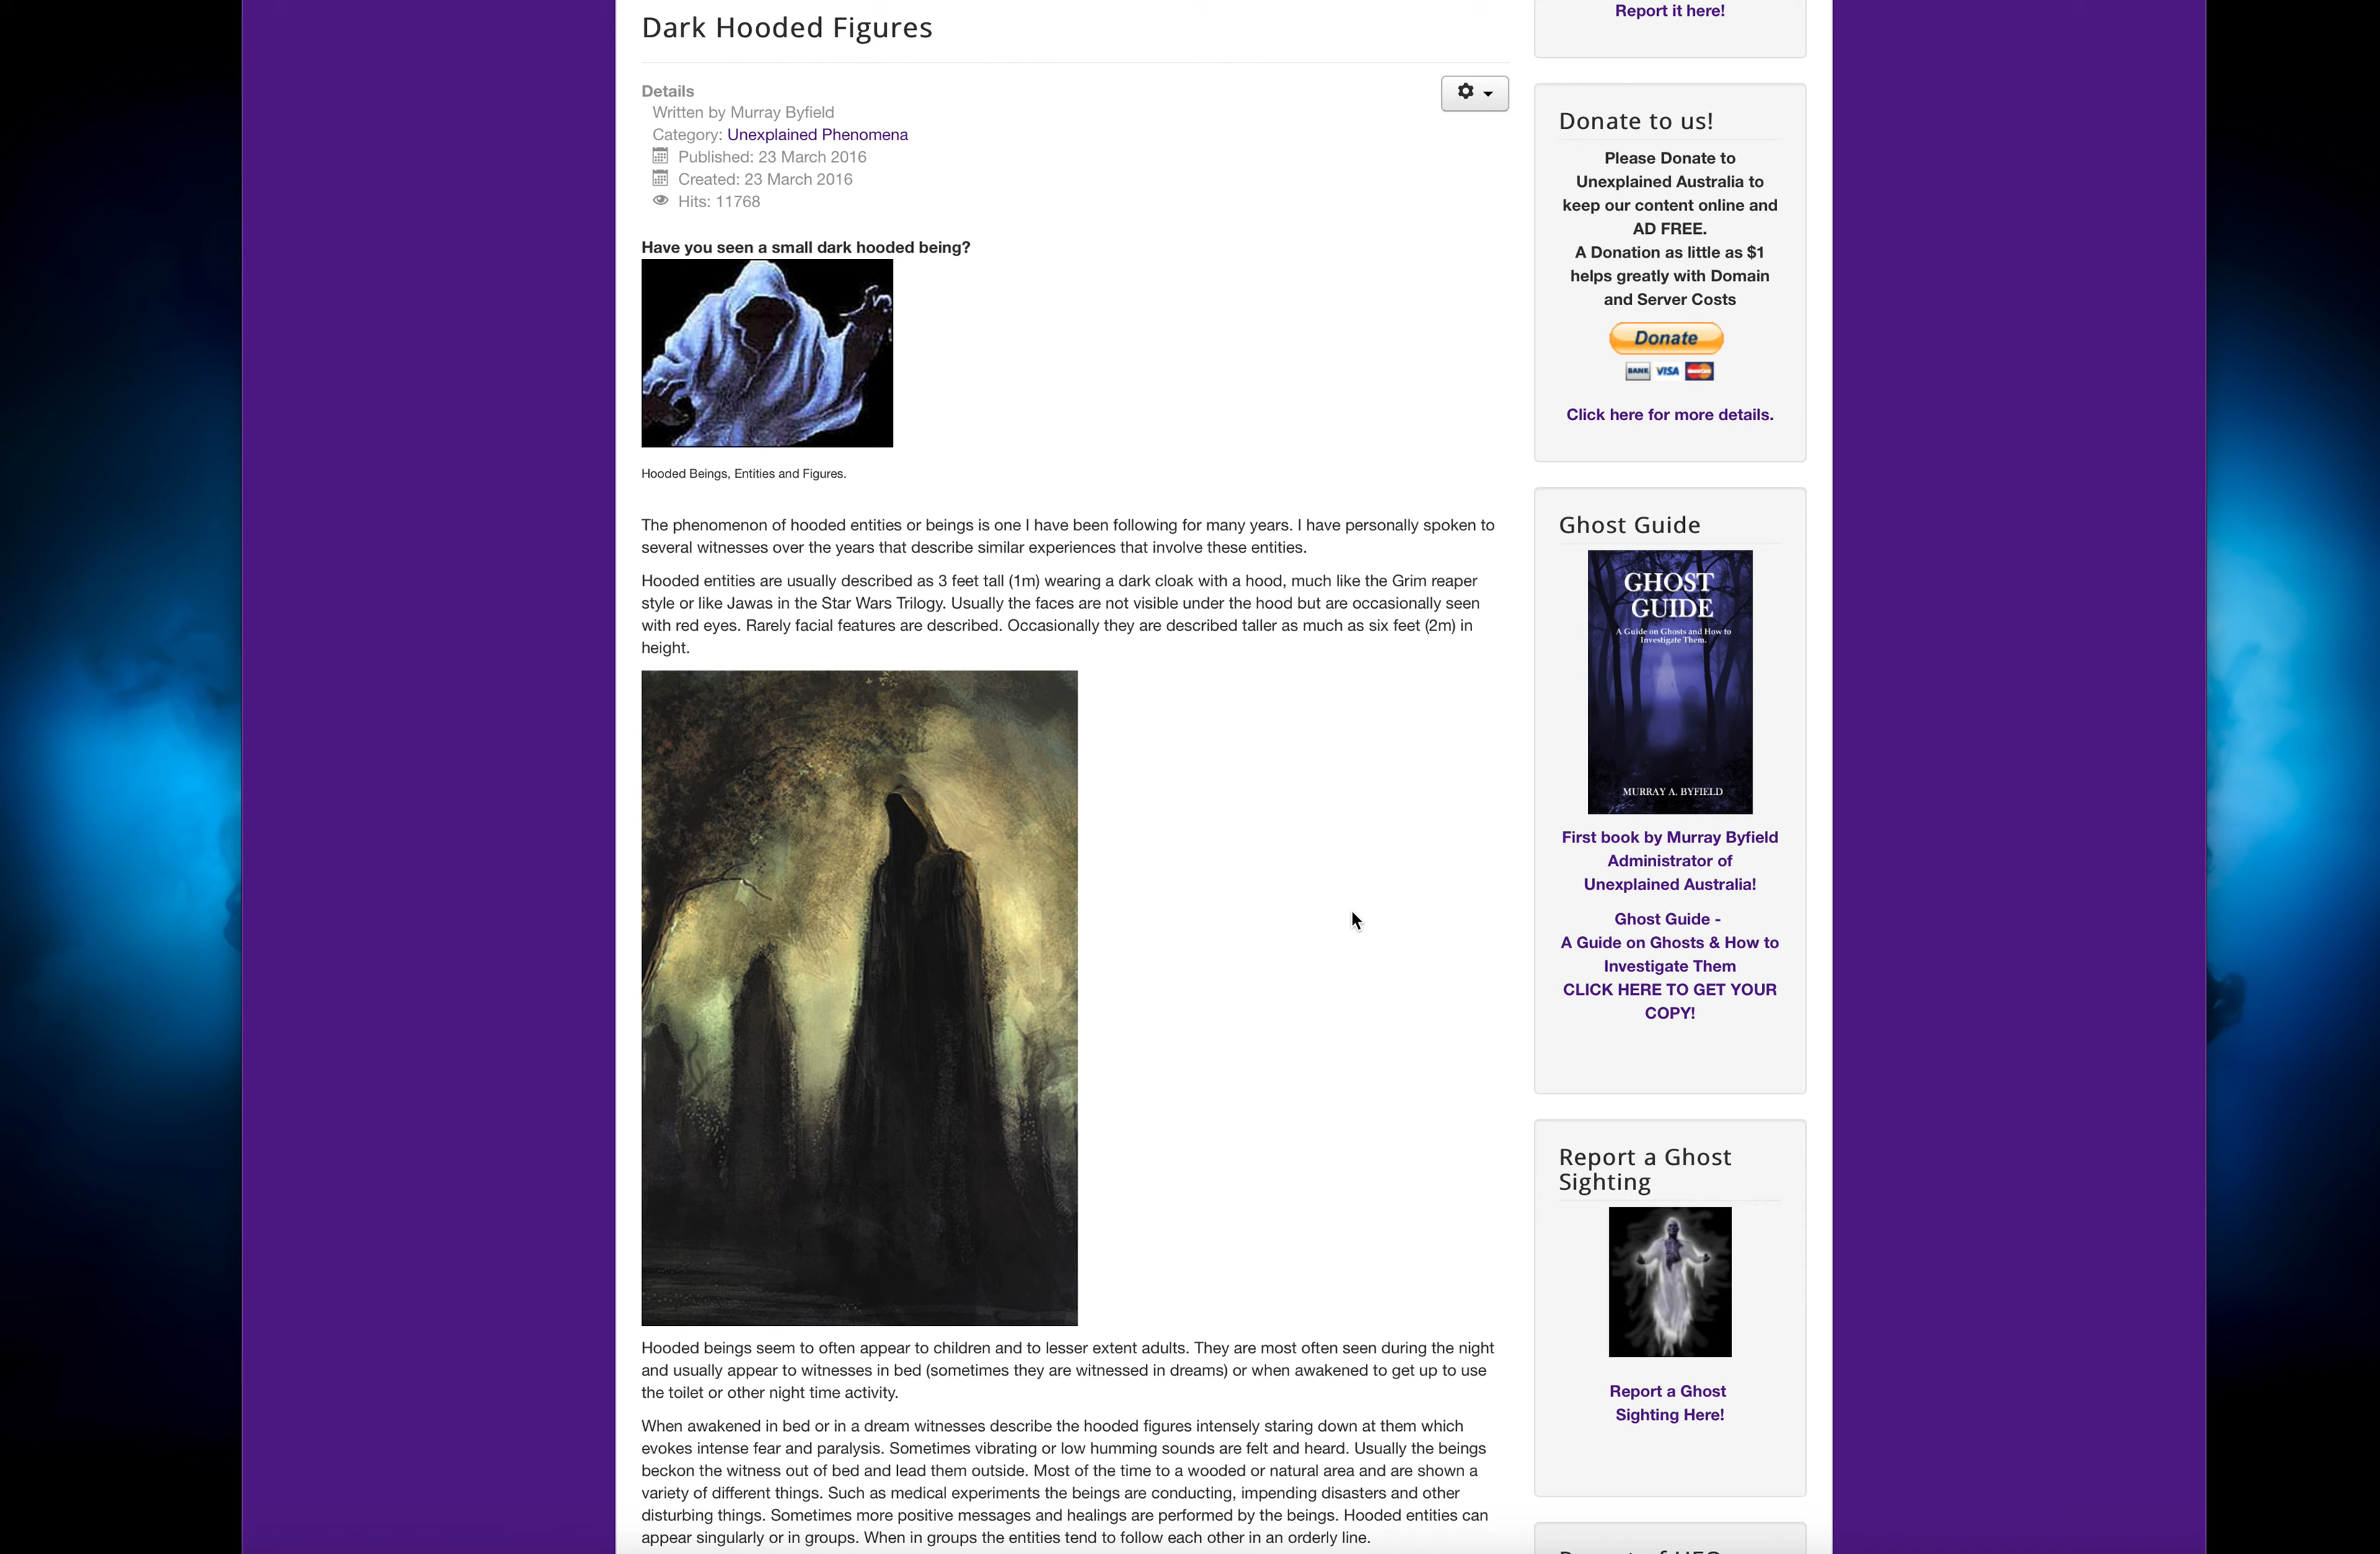 Dark Hooded Figures
Details
Written by Murray Byfield
Category: Unexplained Phenomena
Published: 23 March 2016
Created: 23 March 2016
Hits: 11768
Have you seen a small dark hooded being?
Hooded Beings, Entities and Figures.
The phenomenon of hooded entities or beings is one I have been following for many years. I have personally spoken to
several witnesses over the years that describe similar experiences that involve these entities.
Hooded entities are usually described as 3 feet tall (1m) wearing a dark cloak with a hood, much like the Grim reaper
style or like Jawas in the Star Wars Trilogy. Usually the faces are not visible under the hood but are occasionally seen
with red eyes. Rarely facial features are described. Occasionally they are described taller as much as six feet (2m) in
height.
Hooded beings seem to often appear to children and to lesser extent adults. They are most often seen during the night
and usually appear to witnesses in bed (sometimes they are witnessed in dreams) or when awakened to get up to use
the toilet or other night time activity.
When awakened in bed or in a dream witnesses describe the hooded figures intensely staring down at them which
evokes intense fear and paralysis. Sometimes vibrating or low humming sounds are felt and heard. Usually the beings
beckon the witness out of bed and lead them outside. Most of the time to a wooded or natural area and are shown a
variety of different things. Such as medical experiments the beings are conducting, impending disasters and other
disturbing things. Sometimes more positive messages and healings are performed by the beings. Hooded entities can
appear singularly or in groups. When in groups the entities tend to follow each other in an orderly line.
Report it here!
Donate to us!
Please Donate to
Unexplained Australia to
keep our content online and
AD FREE.
A Donation as little as $1
helps greatly with Domain
and Server Costs
Donate
BANK VISA
Click here for more details.
Ghost Guide
GHOST
GUIDE
A Guide on Ghosts and How to
Investigate Them.
MURRAY A. BYFIELD
First book by Murray Byfield
Administrator of
Unexplained Australia!
Ghost Guide -
A Guide on Ghosts & How to
Investigate Them
CLICK HERE TO GET YOUR
COPY!
Report a Ghost
Sighting
Report a Ghost
Sighting Here!